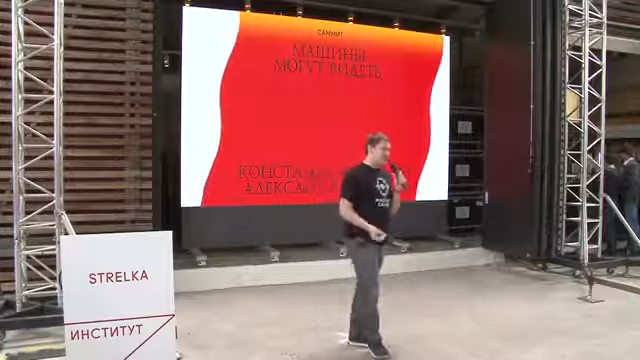 САММИТ
МАШИНЫ
МОГУТ ВИДЕТЬ
КОНСТА
АЛЕКСА
STRELKA
ИНСТИТУТ